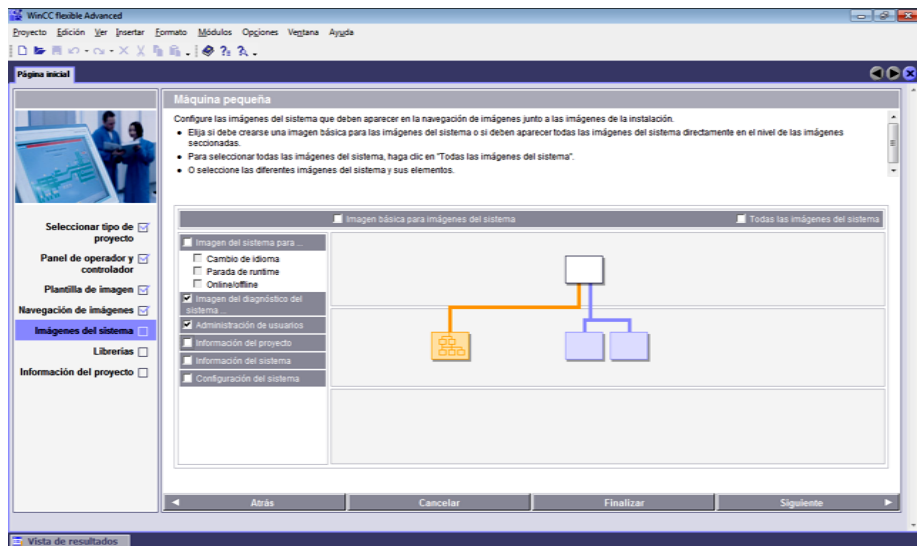 WinCC flexible Advanced
Proyecto Edición Ver Insertar Formato Módulos Opciones Ventana Ayuda
Página inicial
Máquina pequeña
Configure las imágenes del sistema que deben aparecer en la navegación de imágenes junto a las imágenes de la instalación.
• Elija si debe crearse una imagen básica para las imágenes del sistema o si deben aparecer todas las imágenes del sistema directamente en el nivel de las imágenes
seccionadas.
• Para seleccionar todas las imágenes del sistema, haga clic en "Todas las imágenes del sistema".
• O seleccione las diferentes imágenes del sistema y sus elementos.
Seleccionar tipo de
proyecto
Panel de operador y
controlador
Plantilla de imagen
Navegación de imágenes
Imágenes del sistema
Librerías
Información del proyecto
Imagen básica para imágenes del sistema
Todas las imágenes del sistema
Imagen del sistema para ...
Cambio de idioma
Parada de runtime
Online/offline
Imagen del diagnóstico del
sistema ...
Administración de usuarios
Información del proyecto
Información del sistema
Configuración del sistema
Atrás
Cancelar
Finalizar
Siguiente
Vista de resultados